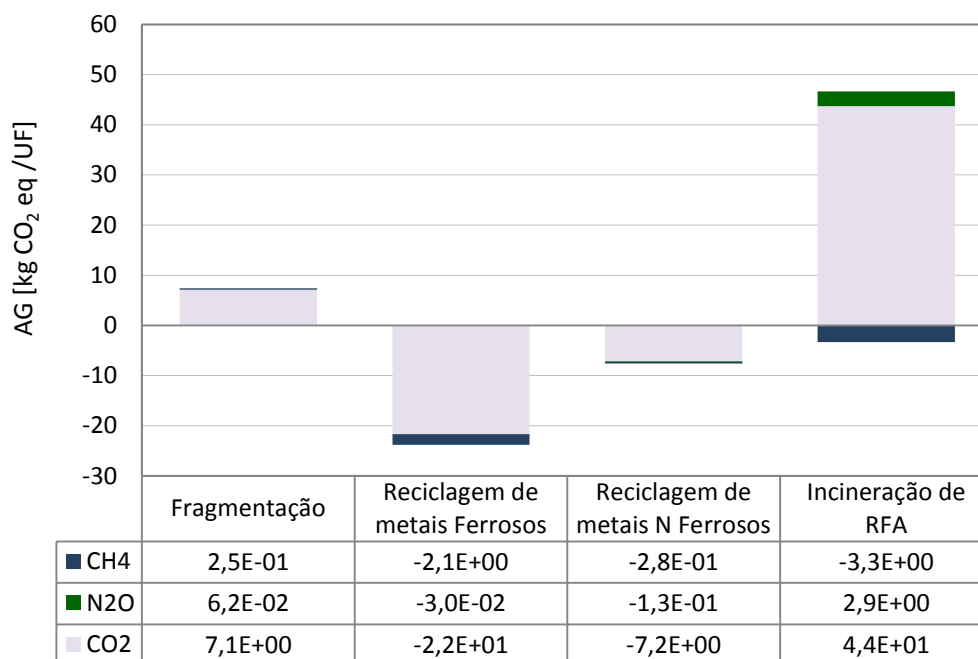 60
50
40
30
20
10
0
-10
-20
-30
AG [kg CO₂ eq /UF]
Fragmentação
Reciclagem de
metais Ferrosos
Reciclagem de
metais N Ferrosos
Incineração de
RFA
CH4 2,5E-01 -2,1E+00 -2,8E-01 -3,3E+00
N2O 6,2E-02 -3,0E-02 -1,3E-01 2,9E+00
CO2 7,1E+00 -2,2E+01 -7,2E+00 4,4E+01